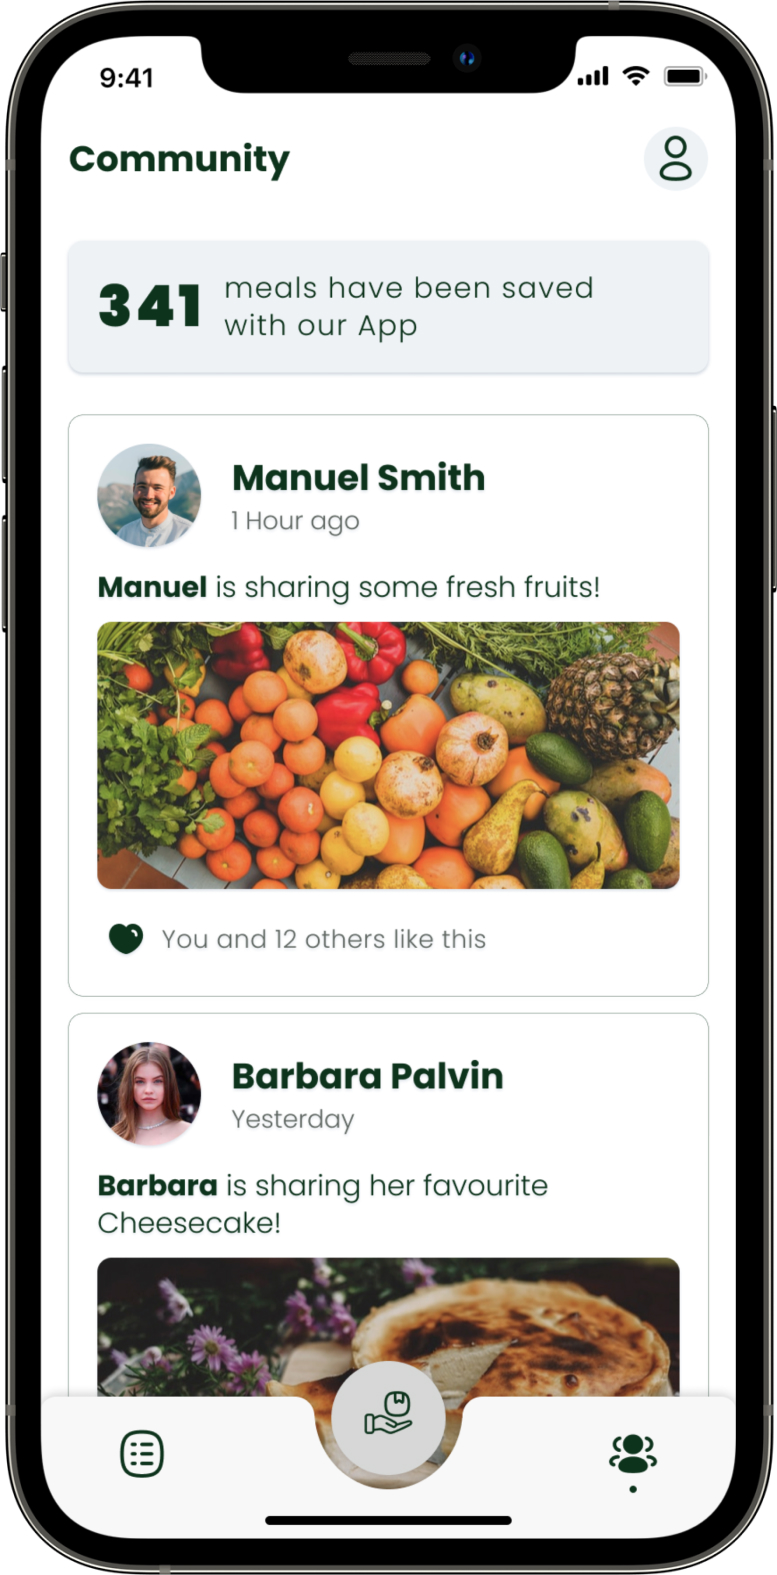 9:41
Community
341
meals have been saved
with our App
Manuel Smith
1 Hour ago
Manuel is sharing some fresh fruits!
You and 12 others like this
Barbara Palvin
Yesterday
Barbara is sharing her favourite
Cheesecake!